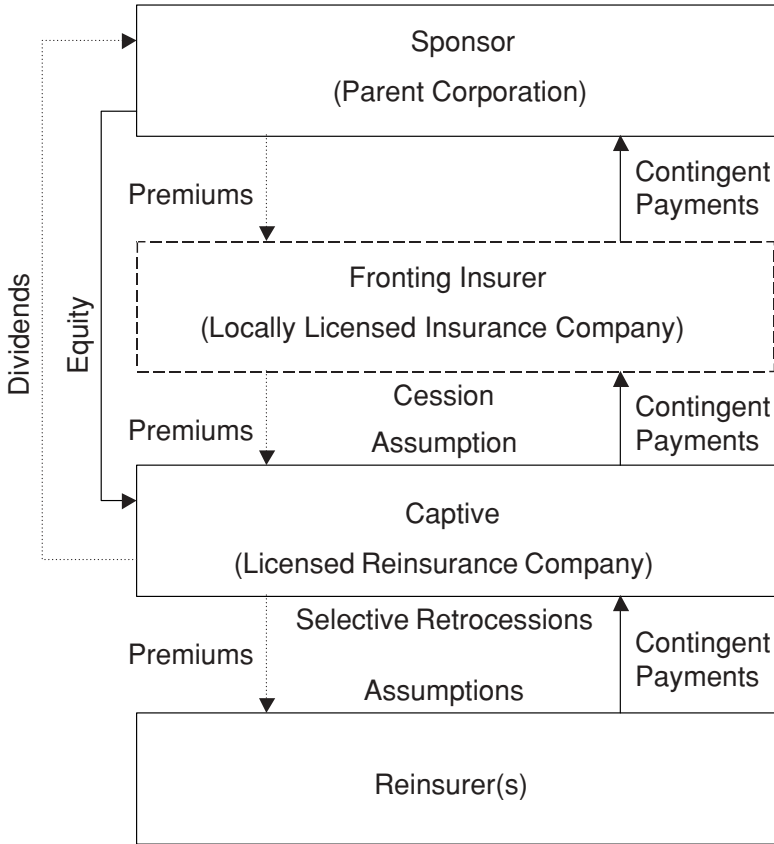 Sponsor
(Parent Corporation)
Premiums
Contingent
Payments
Fronting Insurer
(Locally Licensed Insurance Company)
Dividends
Equity
Premiums
Cession
Assumption
Contingent
Payments
Captive
(Licensed Reinsurance Company)
Premiums
Selective Retrocessions
Assumptions
Contingent
Payments
Reinsurer(s)